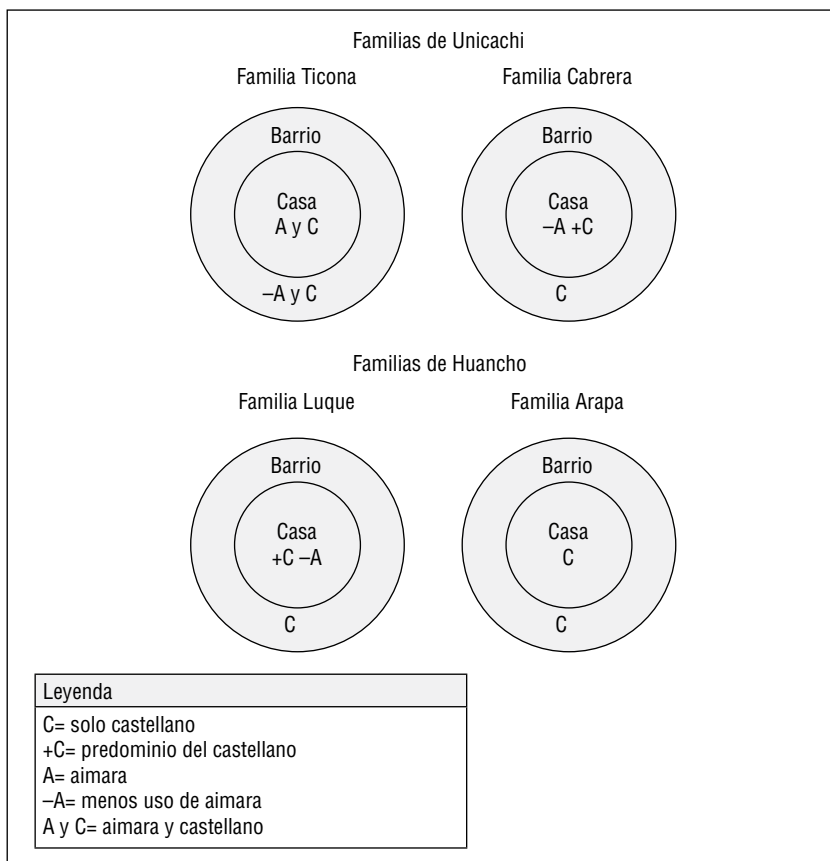 Familias de Unicachi
Familia Ticona
Familia Cabrera
Barrio
Casa
A y C
–A y C
Barrio
Casa
–A +C
C
Familias de Huancho
Familia Luque
Familia Arapa
Barrio
Casa
+C –A
C
Barrio
Casa
C
C
Leyenda
C= solo castellano
+C= predominio del castellano
A= aimara
–A= menos uso de aimara
A y C= aimara y castellano